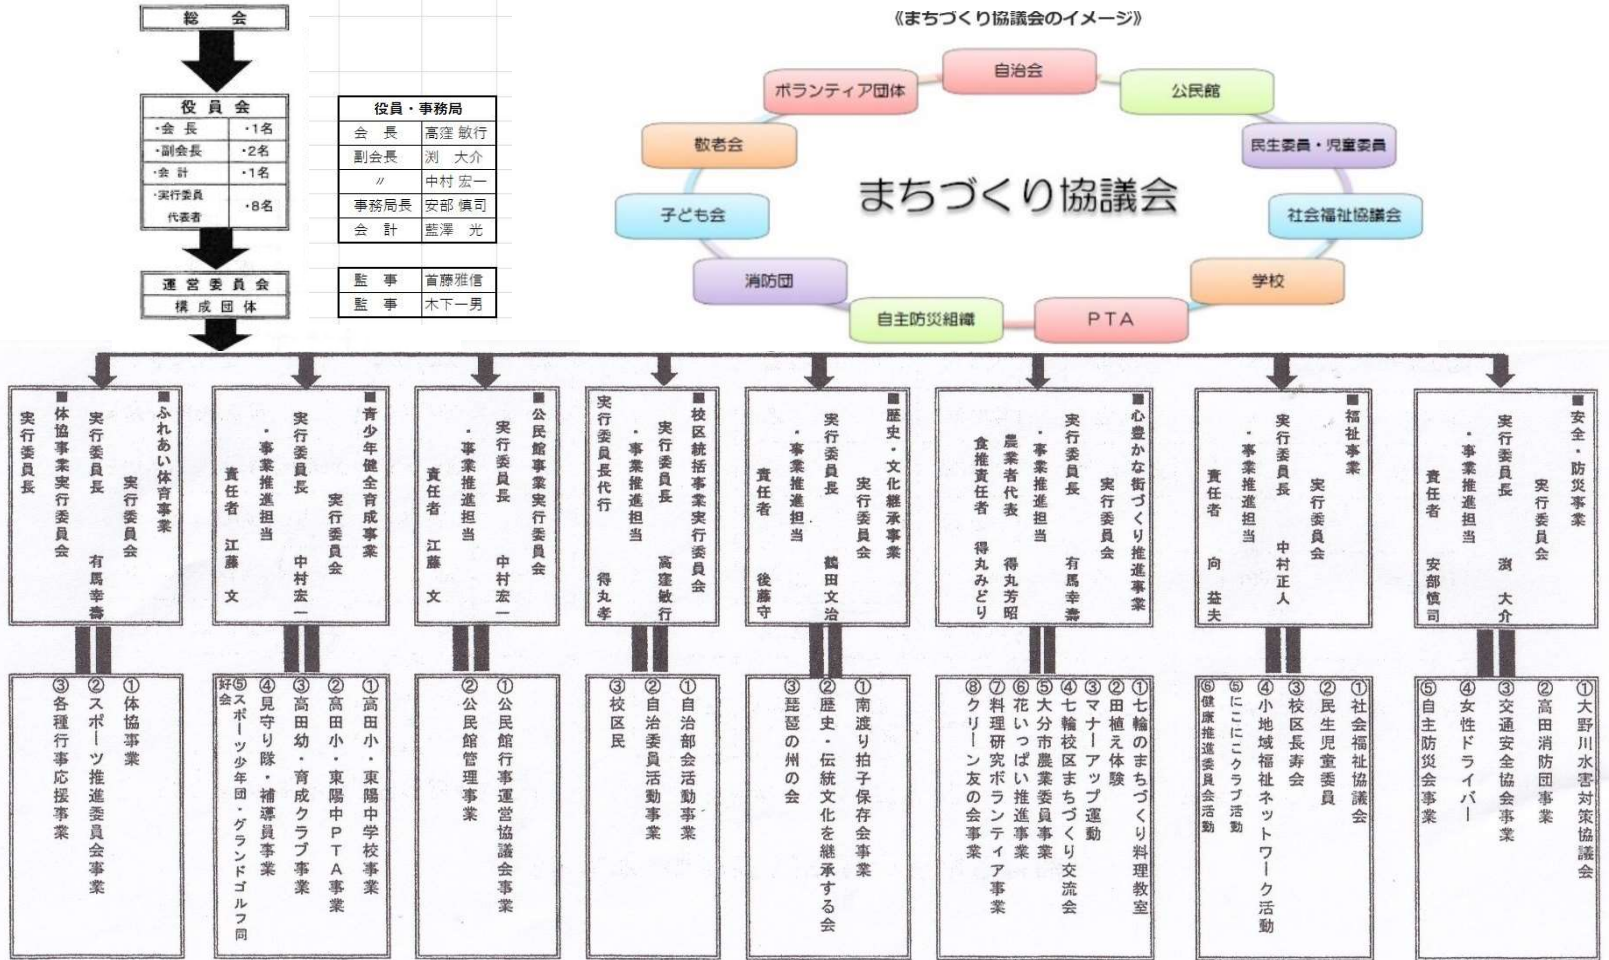 総 会
役 員 会
・会 長 ・1名
・副会長 ・2名
・会 計 ・1名
・実行委員
代表者 ・8名
運 営 委 員 会
構 成 団 体
役員・事務局
会 長 高窪 敏行
副会長 渕 大介
〃 中村 宏一
事務局長 安部 慎司
会 計 藍澤 光
監 事 首藤雅信
監 事 木下一男
《まちづくり協議会のイメージ》
自治会
公民館
民生委員・児童委員
社会福祉協議会
学校
PTA
自主防災組織
消防団
子ども会
敬老会
ボランティア団体
まちづくり協議会
■安全・防災事業
実行委員会
実行委員長 渕 大介
・事業推進担当
責任者 安部慎司
■福祉事業
実行委員会
実行委員長 中村正人
・事業推進担当
責任者 向 益夫
■心豊かな街づくり推進事業
実行委員会
実行委員長 有馬幸壽
・事業推進担当
農業者代表 得丸芳昭
食推責任者 得丸みどり
■歴史・文化継承事業
実行委員会
実行委員長 鶴田文治
・事業推進担当
責任者 後藤守
■校区統括事業実行委員会
実行委員長 高窪敏行
・事業推進担当
実行委員長代行 得丸孝
■公民館事業実行委員会
実行委員長 中村宏一
・事業推進担当
責任者 江藤 文
■青少年健全育成事業
実行委員会
実行委員長 中村宏一
・事業推進担当
責任者 江藤 文
■ふれあい体育事業
実行委員会
実行委員長 有馬幸壽
■体協事業実行委員会
実行委員長
①大野川水害対策協議会
②高田消防団事業
③交通安全協会事業
④女性ドライバー
⑤自主防災会事業
①社会福祉協議会
②民生児童委員
③校区長寿会
④小地域福祉ネットワーク活動
⑤にこにこクラブ活動
⑥健康推進委員会活動
①七輪のまちづくり料理教室
②田植え体験
③マナーアップ運動
④七輪校区まちづくり交流会
⑤大分市農業委員事業
⑥花いっぱい推進事業
⑦料理研究ボランティア事業
⑧クリーン友の会事業
①南渡り拍子保存会事業
②歴史・伝統文化を継承する会
③琵琶の州の会
①自治部会活動事業
②自治委員活動事業
③校区民
①公民館行事運営協議会事業
②公民館管理事業
①高田小・東陽中学校事業
②高田小・東陽中PTA事業
③高田幼・育成クラブ事業
④見守り隊・補導員事業
⑤スポーツ少年団・グランドゴルフ同
好会
①体協事業
②スポーツ推進委員会事業
③各種行事応援事業